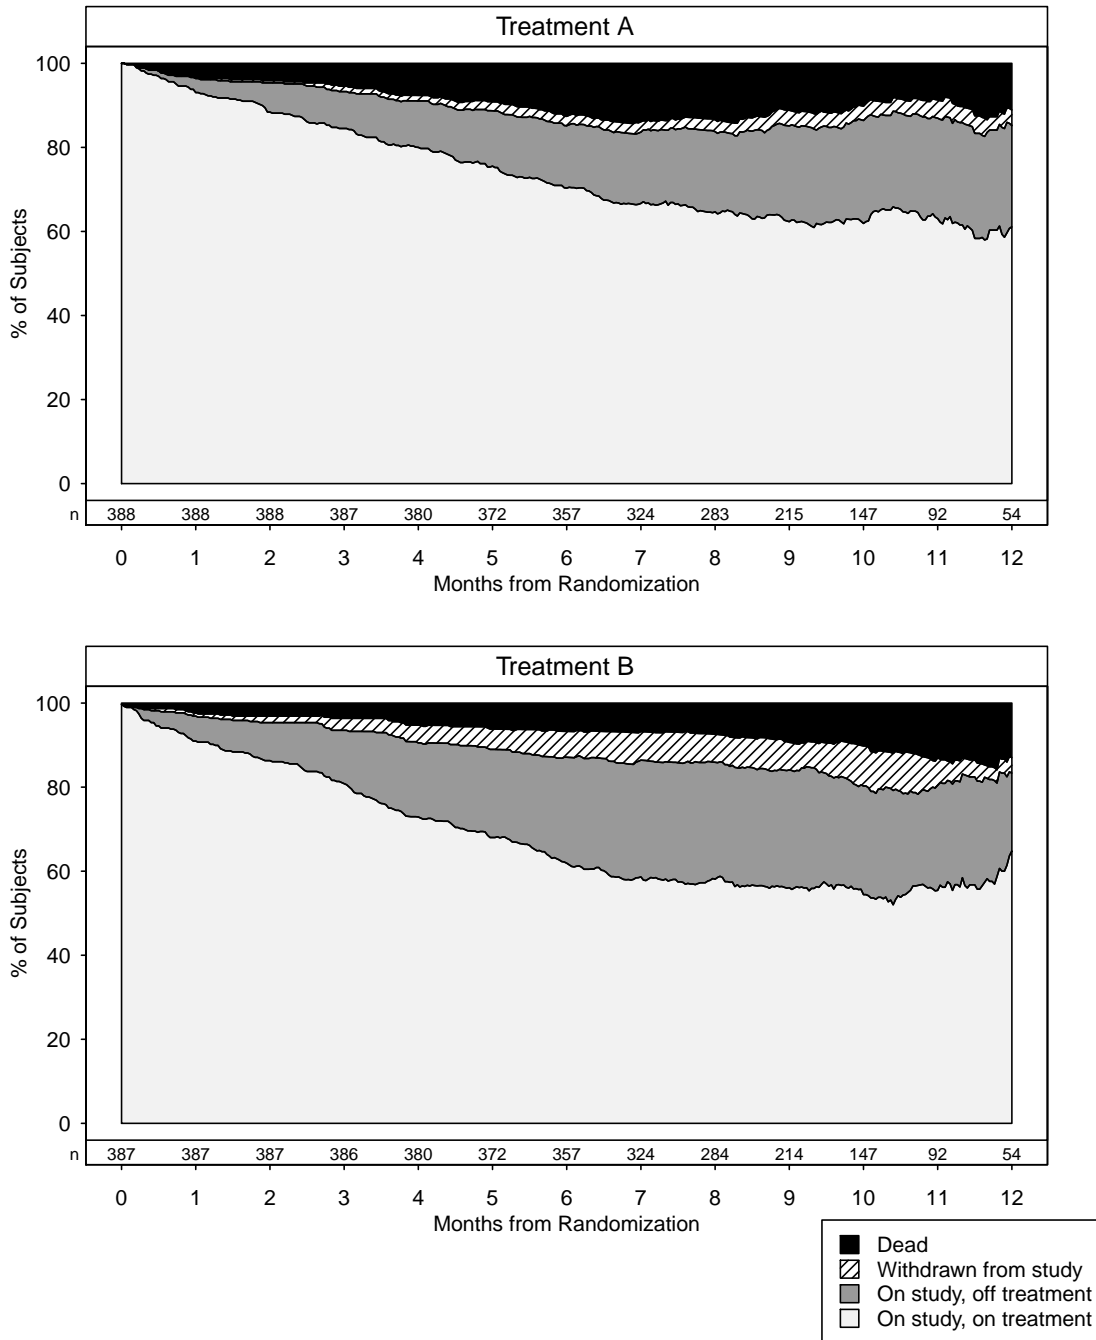 Treatment A
100
80
60
40
20
0
% of Subjects
n 388 388 388 387 380 372 357 324 283 215 147 92 54
0 1 2 3 4 5 6 7 8 9 10 11 12
Months from Randomization
Treatment B
100
80
60
40
20
0
% of Subjects
n 387 387 387 386 380 372 357 324 284 214 147 92 54
0 1 2 3 4 5 6 7 8 9 10 11 12
Months from Randomization
Dead
Withdrawn from study
On study, off treatment
On study, on treatment